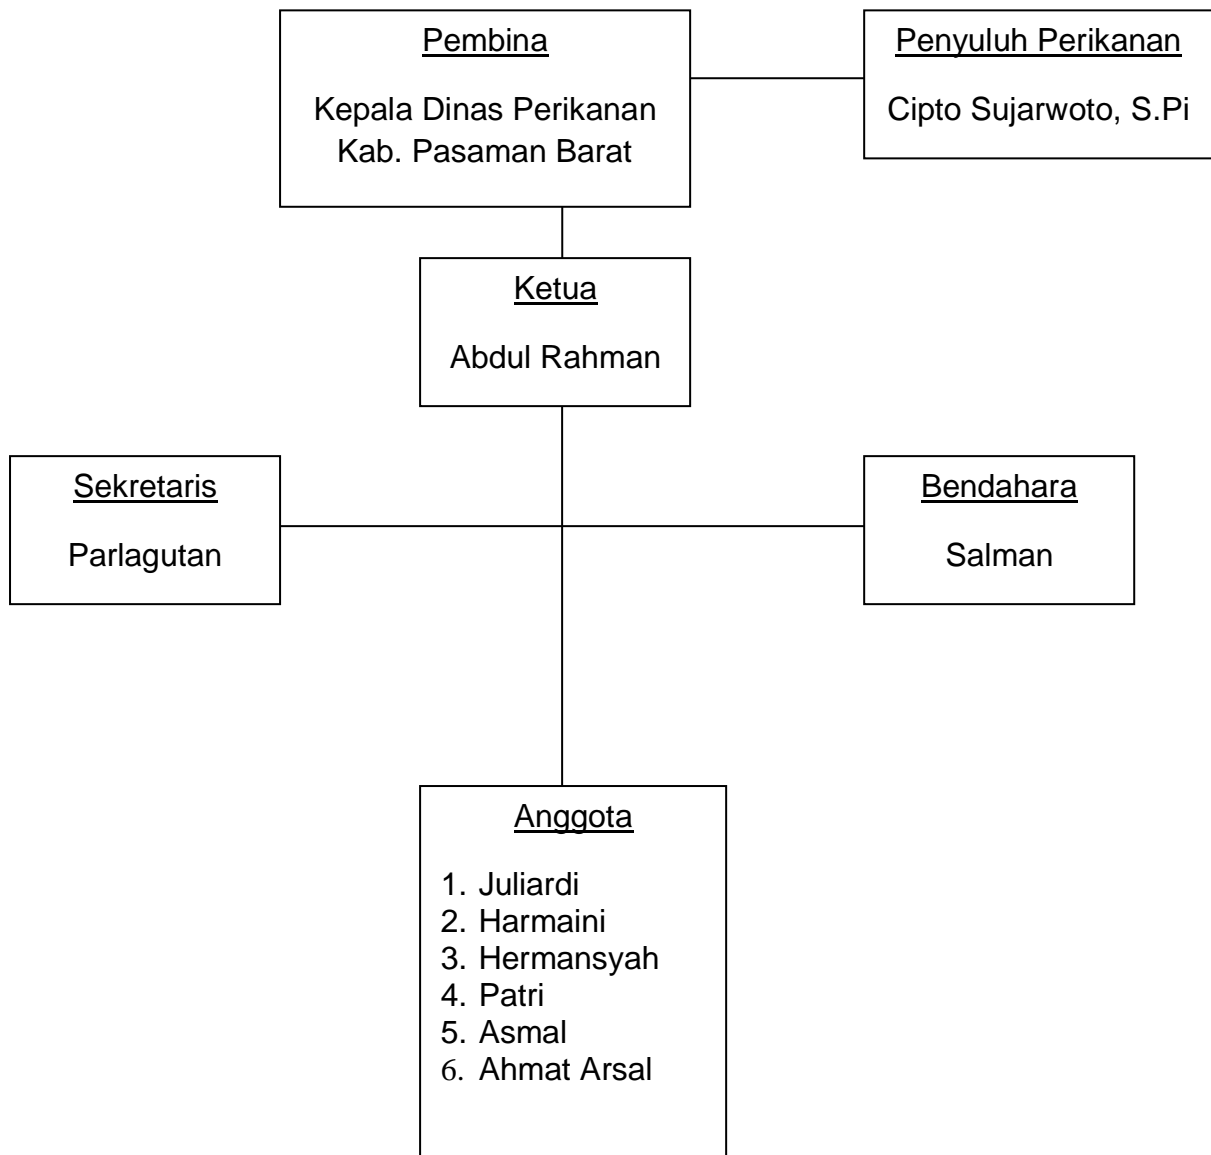 Pembina
Kepala Dinas Perikanan
Kab. Pasaman Barat
Penyuluh Perikanan
Cipto Sujarwoto, S.Pi
Ketua
Abdul Rahman
Sekretaris
Parlagutan
Bendahara
Salman
Anggota
1. Juliardi
2. Harmaini
3. Hermansyah
4. Patri
5. Asmal
6. Ahmat Arsal